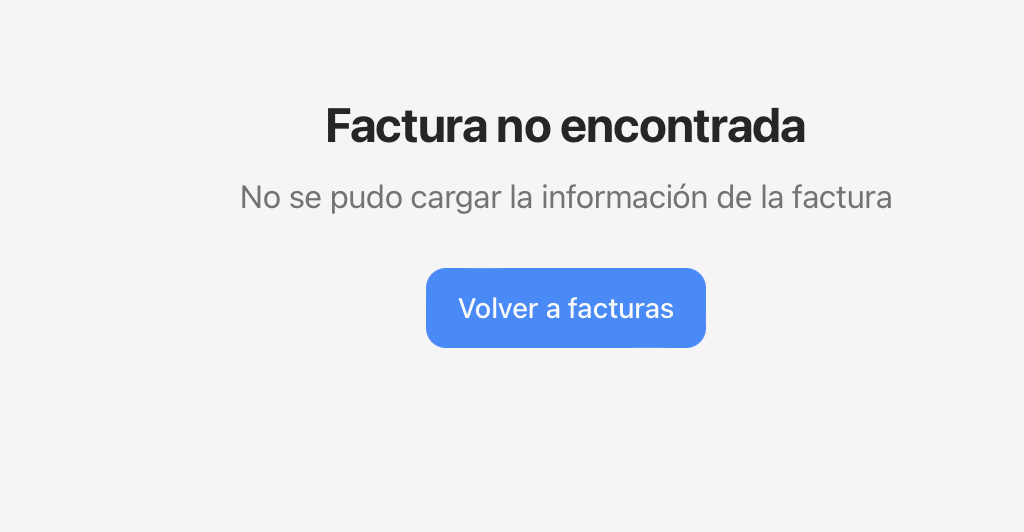 Factura no encontrada
No se pudo cargar la información de la factura
Volver a facturas